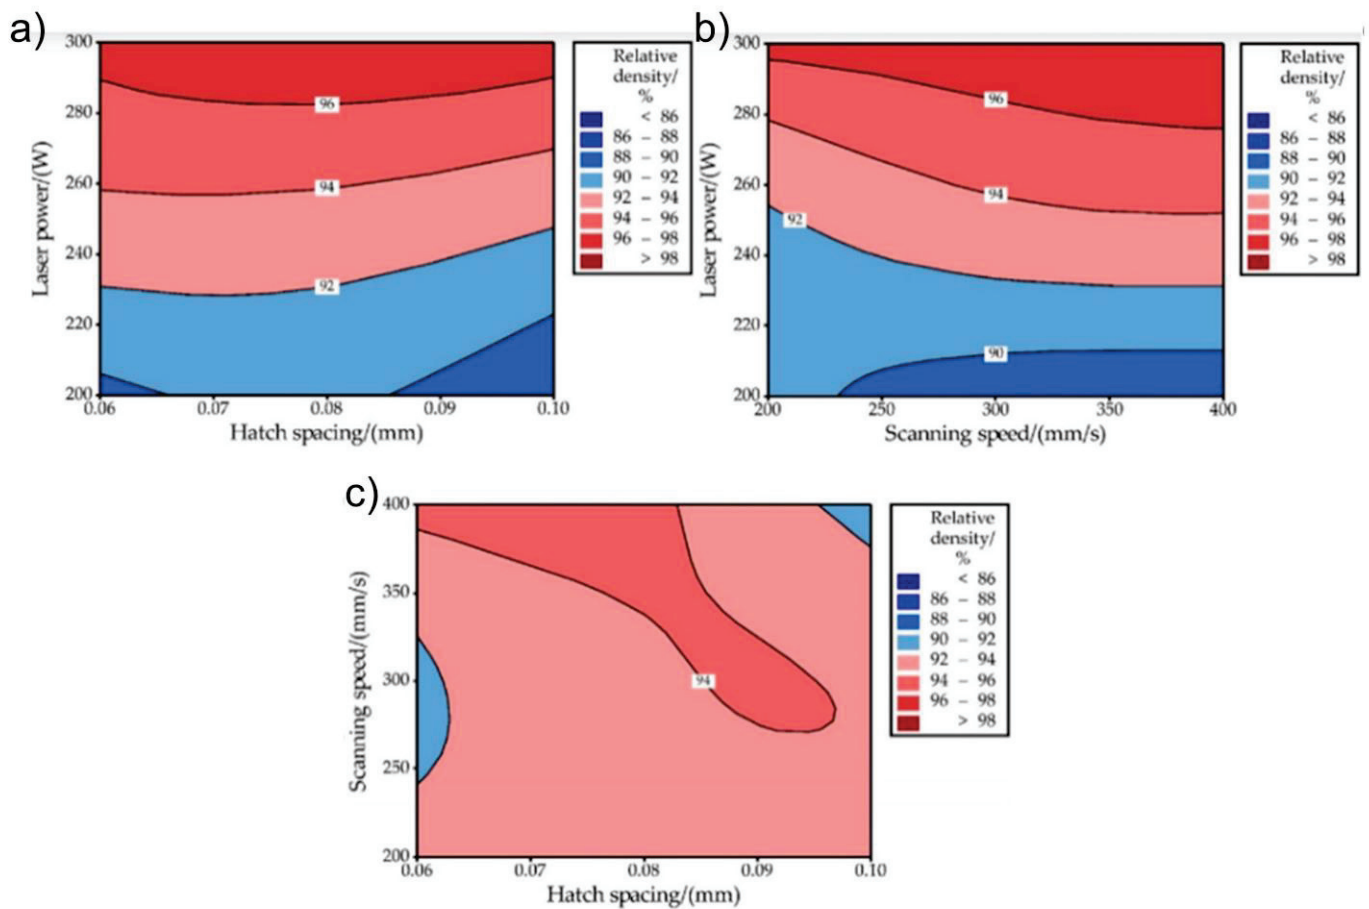 a)
300
280
260
240
220
200
Laser power/(W)
96
94
92
0.06 0.07 0.08 0.09 0.10
Hatch spacing/(mm)
Relative
density/
%
< 86
86 – 88
88 – 90
90 – 92
92 – 94
94 – 96
96 – 98
> 98
b)
300
280
260
240
220
200
Laser power/(W)
96
94
92
90
200 250 300 350 400
Scanning speed/(mm/s)
Relative
density/
%
< 86
86 – 88
88 – 90
90 – 92
92 – 94
94 – 96
96 – 98
> 98
c)
400
350
300
250
200
Scanning speed/(mm/s)
94
0.06 0.07 0.08 0.09 0.10
Hatch spacing/(mm)
Relative
density/
%
< 86
86 – 88
88 – 90
90 – 92
92 – 94
94 – 96
96 – 98
> 98